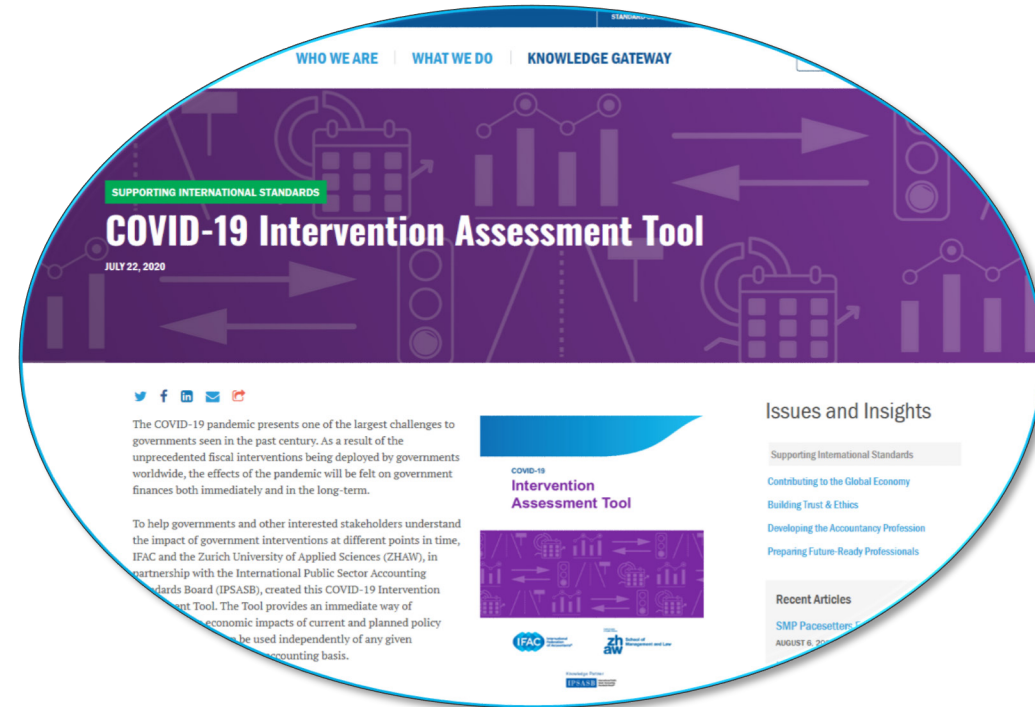 WHO WE ARE
WHAT WE DO
KNOWLEDGE GATEWAY
SUPPORTING INTERNATIONAL STANDARDS
COVID-19 Intervention Assessment Tool
JULY 22, 2020
The COVID-19 pandemic presents one of the largest challenges to
governments seen in the past century. As a result of the
unprecedented fiscal interventions being deployed by governments
worldwide, the effects of the pandemic will be felt on government
finances both immediately and in the long-term.
To help governments and other interested stakeholders understand
the impact of government interventions at different points in time,
IFAC and the Zurich University of Applied Sciences (ZHAW), in
partnership with the International Public Sector Accounting
Board (IPSASB), created this COVID-19 Intervention
Tool. The Tool provides an immediate way of
economic impacts of current and planned policy
be used independently of any given
accounting basis.
COVID-19
Intervention
Assessment Tool
IFAC
International
Federation
of Accountants
zh
aw
School of
Management and Law
Knowledge Partner
IPSASB
Issues and Insights
Supporting International Standards
Contributing to the Global Economy
Building Trust & Ethics
Developing the Accountancy Profession
Preparing Future-Ready Professionals
Recent Articles
SMP Pacesetters
AUGUST 6,